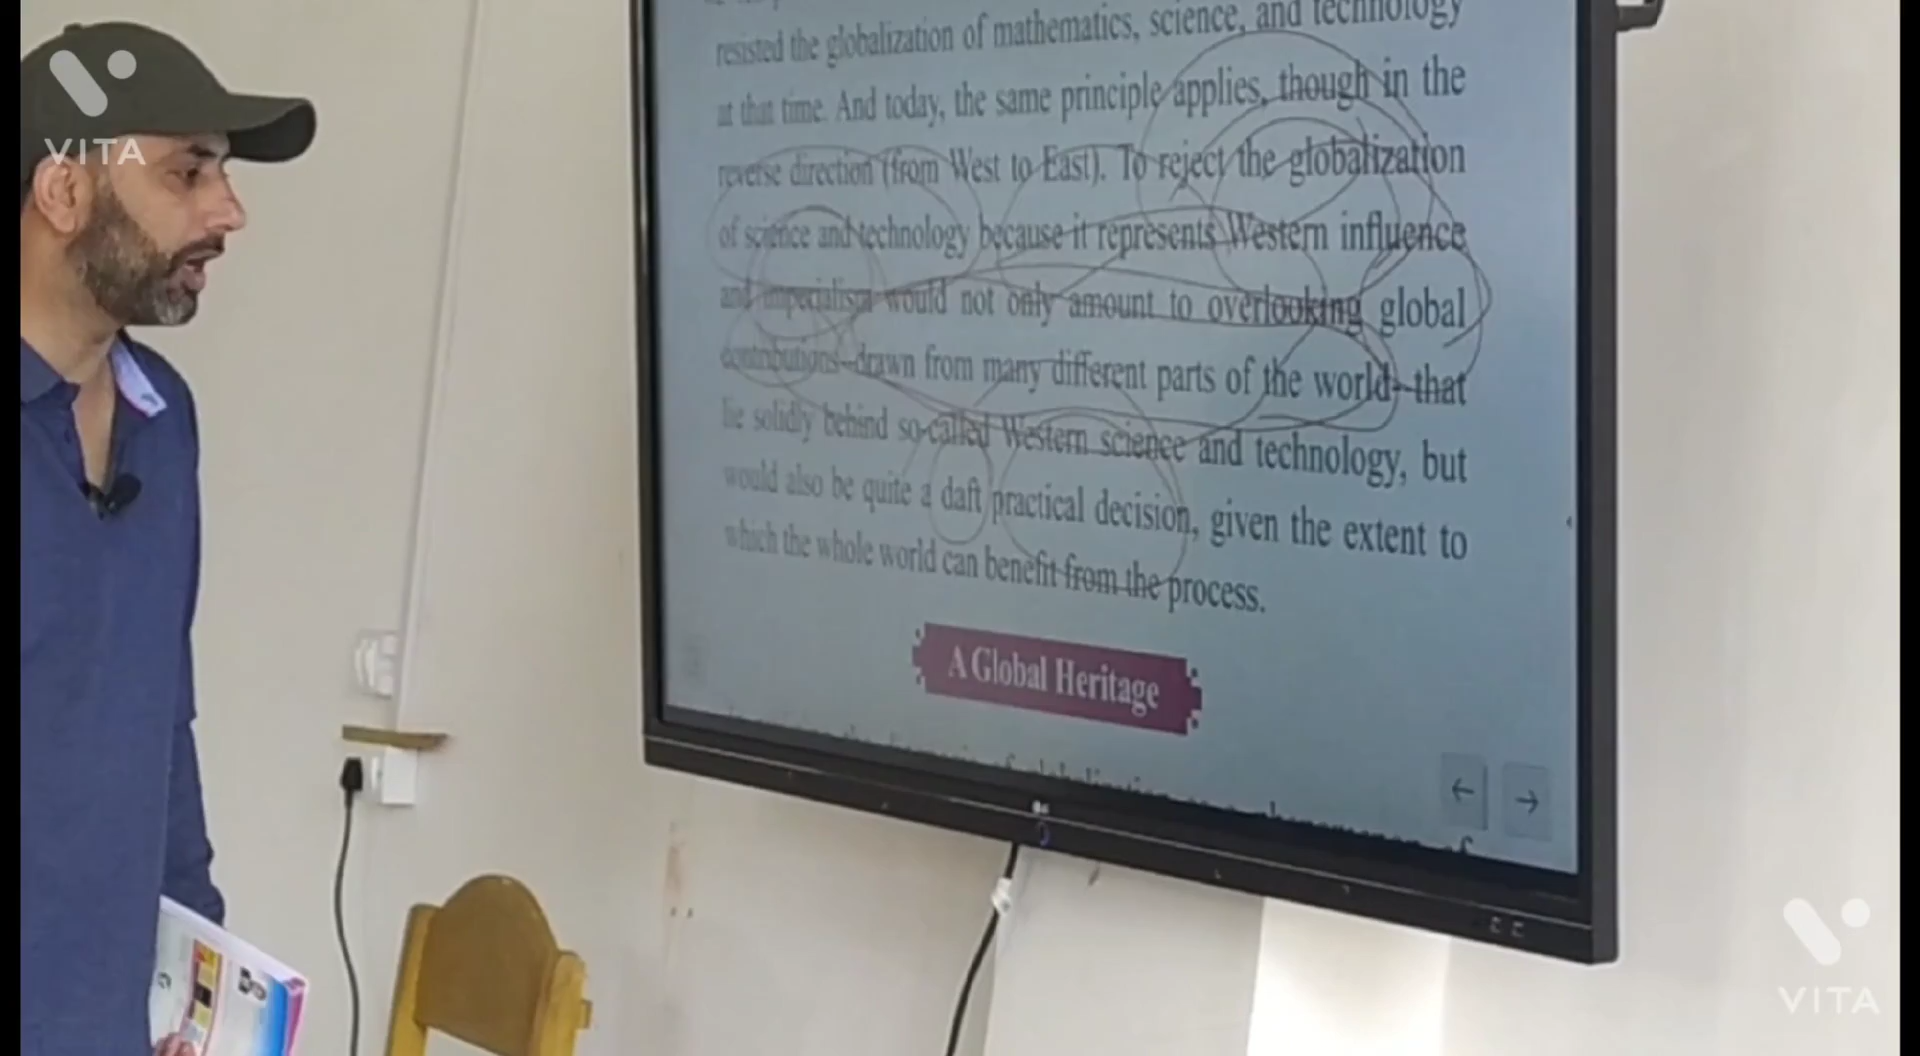 VITA
resisted the globalization of mathematics, science, and technology
at that time. And today, the same principle applies, though in the
reverse direction (from West to East). To reject the globalization
of science and technology because it represents Western influence
and imperialism would not only amount to overlooking global
contributions--drawn from many different parts of the world--that
lie solidly behind so-called Western science and technology, but
would also be quite a daft practical decision, given the extent to
which the whole world can benefit from the process.
A Global Heritage
← →
VITA